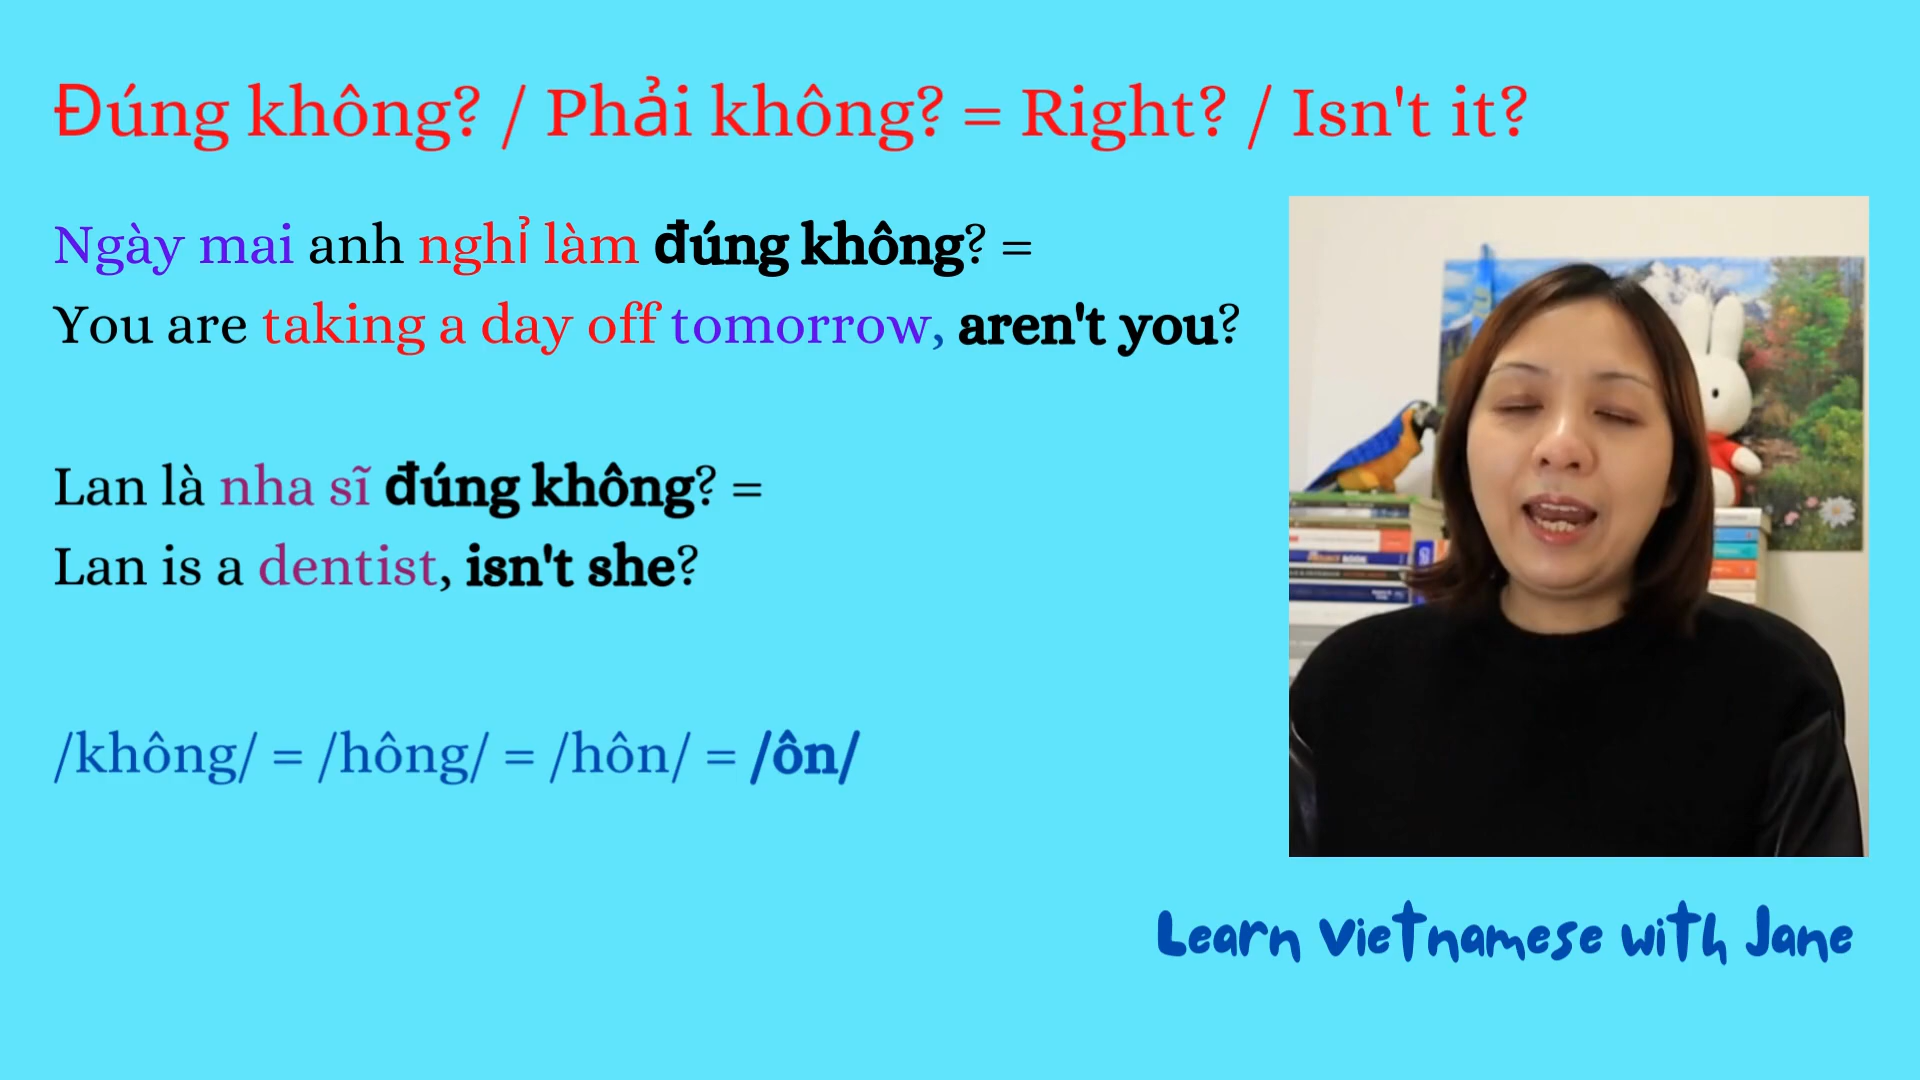 Đúng không? / Phải không? = Right? / Isn't it?
Ngày mai anh nghỉ làm đúng không? =
You are taking a day off tomorrow, aren't you?
Lan là nha sĩ đúng không? =
Lan is a dentist, isn't she?
/không/ = /hông/ = /hôn/ = /ôn/
Learn Vietnamese with Jane